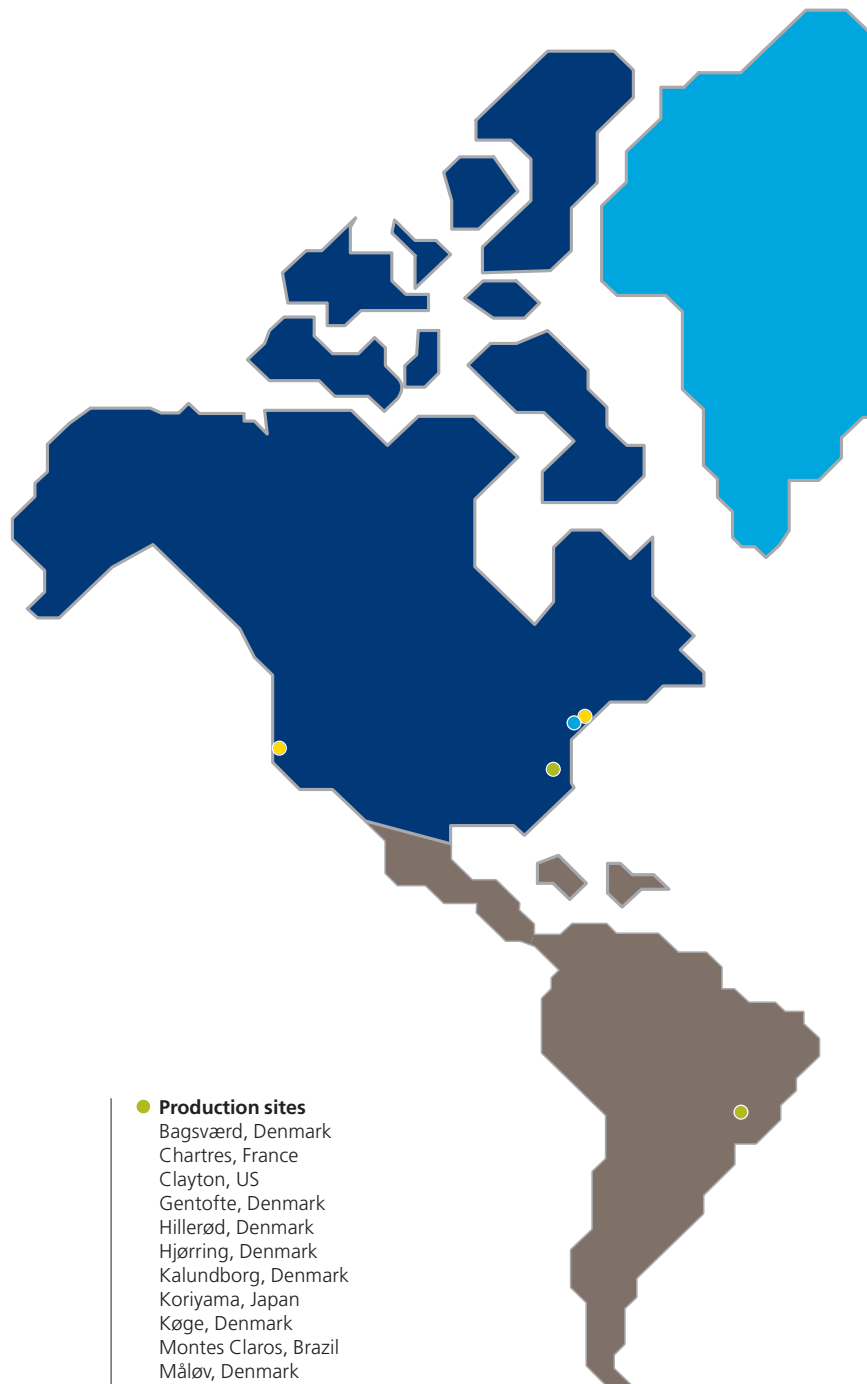 Production sites
Bagsværd, Denmark
Chartres, France
Clayton, US
Gentofte, Denmark
Hillerød, Denmark
Hjørring, Denmark
Kalundborg, Denmark
Koriyama, Japan
Køge, Denmark
Montes Claros, Brazil
Måløv, Denmark